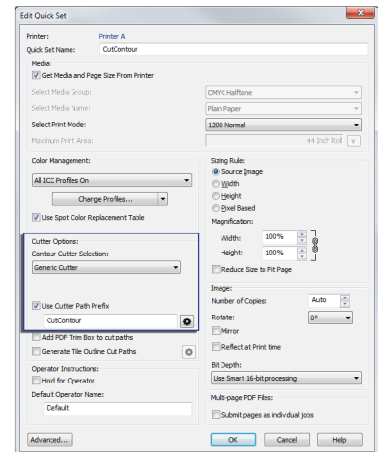 Edit Quick Set
Printer: Printer A
Quick Set Name: CutContour
Media:
Get Media and Page Size From Printer
Select Media Group: CMYK Halftone
Select Media Name: Plain Paper
Select Print Mode: 1200 Normal
Maximum Print Area: 44 Inch Roll
Color Management:
All ICC Profiles On
Charge Profiles...
Use Spot Color Replacement Table
Cutter Options:
Contour Cutter Selection:
Generic Cutter
Use Cutter Path Prefix
CutContour
Add PDF Trim Box to cut paths
Generate Tile Outline Cut Paths
Operator Instructions:
Hold for Operator
Default Operator Name:
Default
Sizing Rule:
Source Image
Width
Height
Pixel Based
Magnification:
Width: 100%
Height: 100%
Reduce Size to Fit Page
Image:
Number of Copies: Auto
Rotate: 0°
Mirror
Reflect at Print time
Bit Depth:
Use Smart 16-bit processing
Multi-page PDF Files:
Submit pages as individual jobs
Advanced...
OK
Cancel
Help